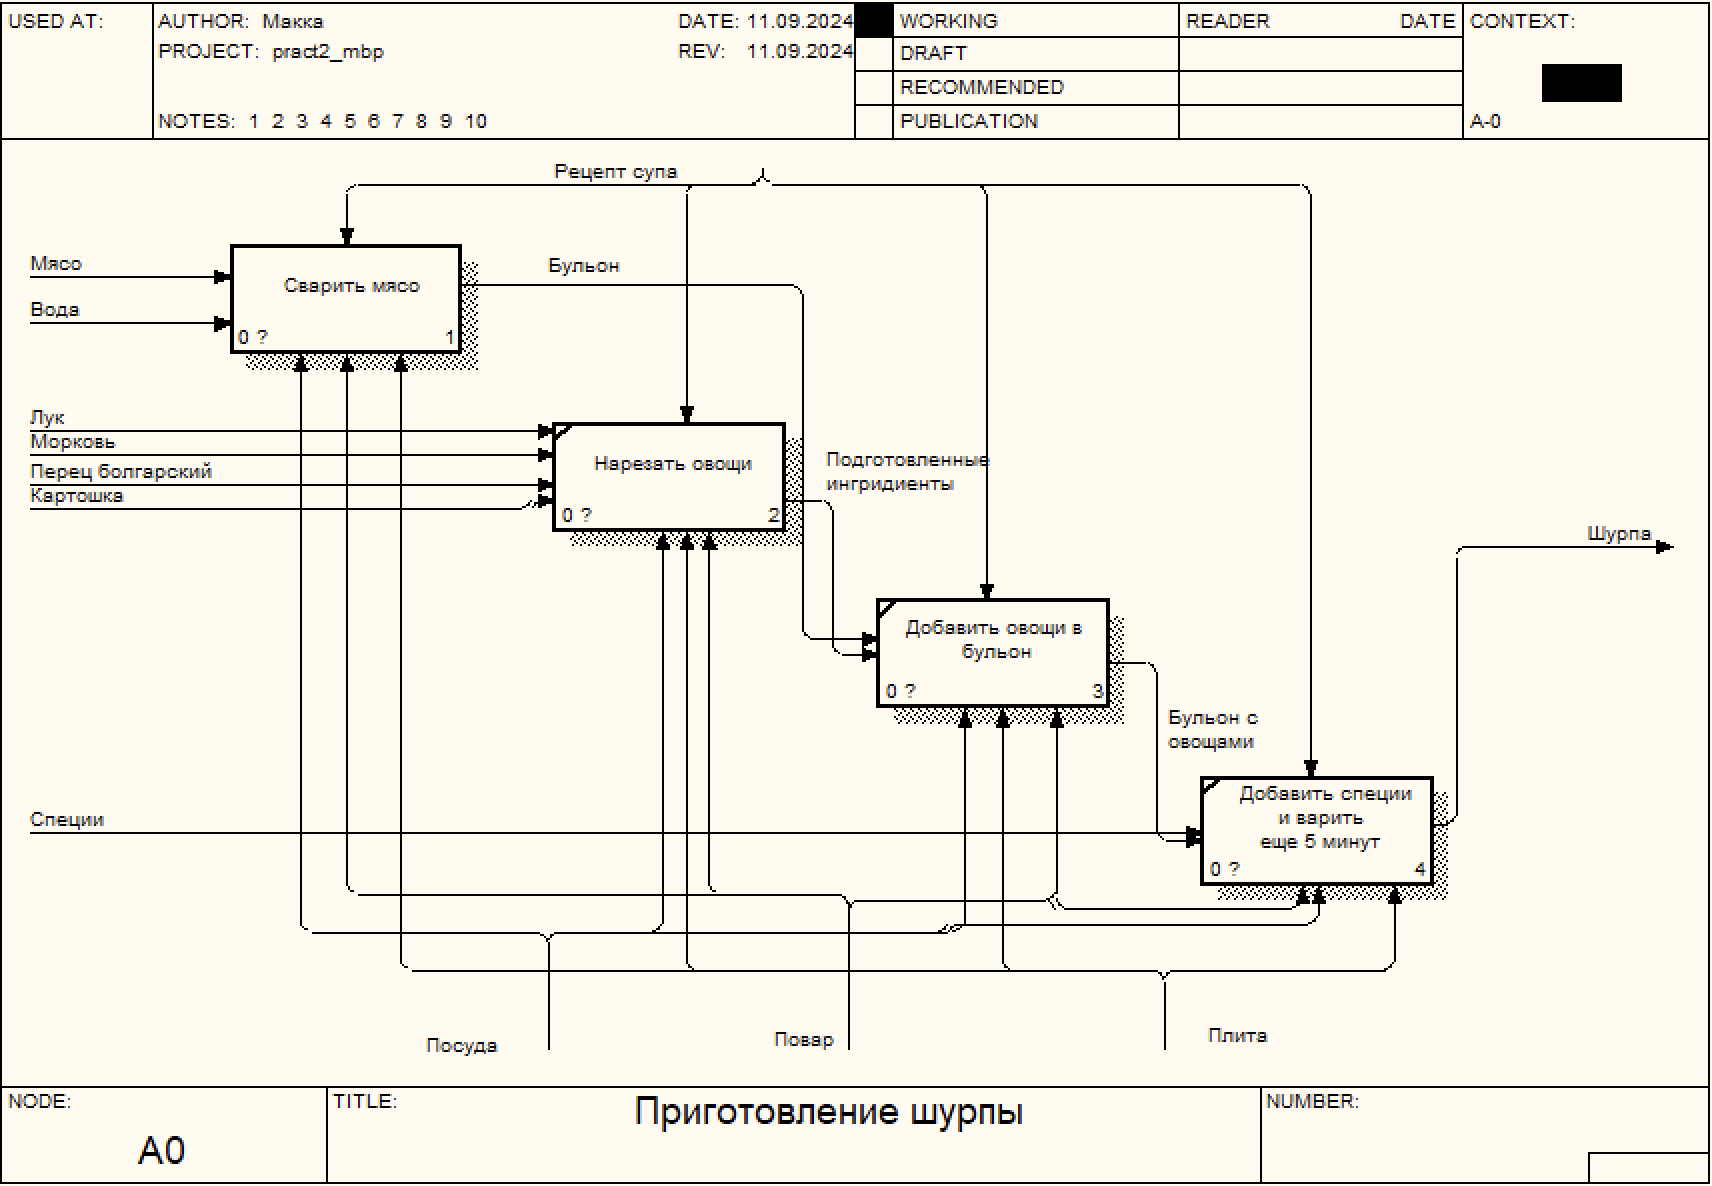 USED AT:
AUTHOR: Макка
DATE: 11.09.2024
WORKING
READER
DATE
CONTEXT:
PROJECT: pract2_mbp
REV: 11.09.2024
DRAFT
RECOMMENDED
NOTES: 1 2 3 4 5 6 7 8 9 10
PUBLICATION
A-0
Рецепт супа
Мясо
Вода
Сварить мясо
0 ?
1
Бульон
Лук
Морковь
Перец болгарский
Картошка
Нарезать овощи
0 ?
2
Подготовленные
ингридиенты
Шурпа
Добавить овощи в
бульон
0 ?
3
Бульон с
овощами
Специи
Добавить специи
и варить
еще 5 минут
0 ?
4
Посуда
Повар
Плита
NODE:
A0
TITLE:
Приготовление шурпы
NUMBER: